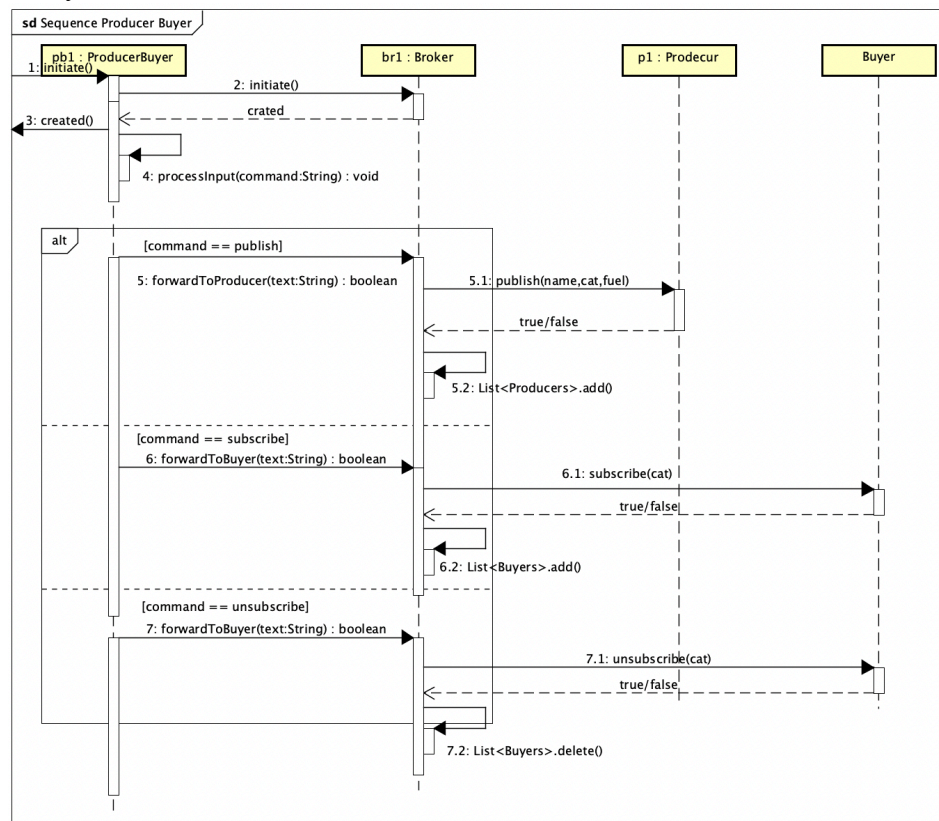 sd Sequence Producer Buyer
pb1 : ProducerBuyer
br1 : Broker
p1 : Prodecur
Buyer
1: initiate()
2: initiate()
crated
3: created()
4: processInput(command:String) : void
alt
[command == publish]
5: forwardToProducer(text:String) : boolean
5.1: publish(name,cat,fuel)
true/false
5.2: List<Producers>.add()
[command == subscribe]
6: forwardToBuyer(text:String) : boolean
6.1: subscribe(cat)
true/false
6.2: List<Buyers>.add()
[command == unsubscribe]
7: forwardToBuyer(text:String) : boolean
7.1: unsubscribe(cat)
true/false
7.2: List<Buyers>.delete()